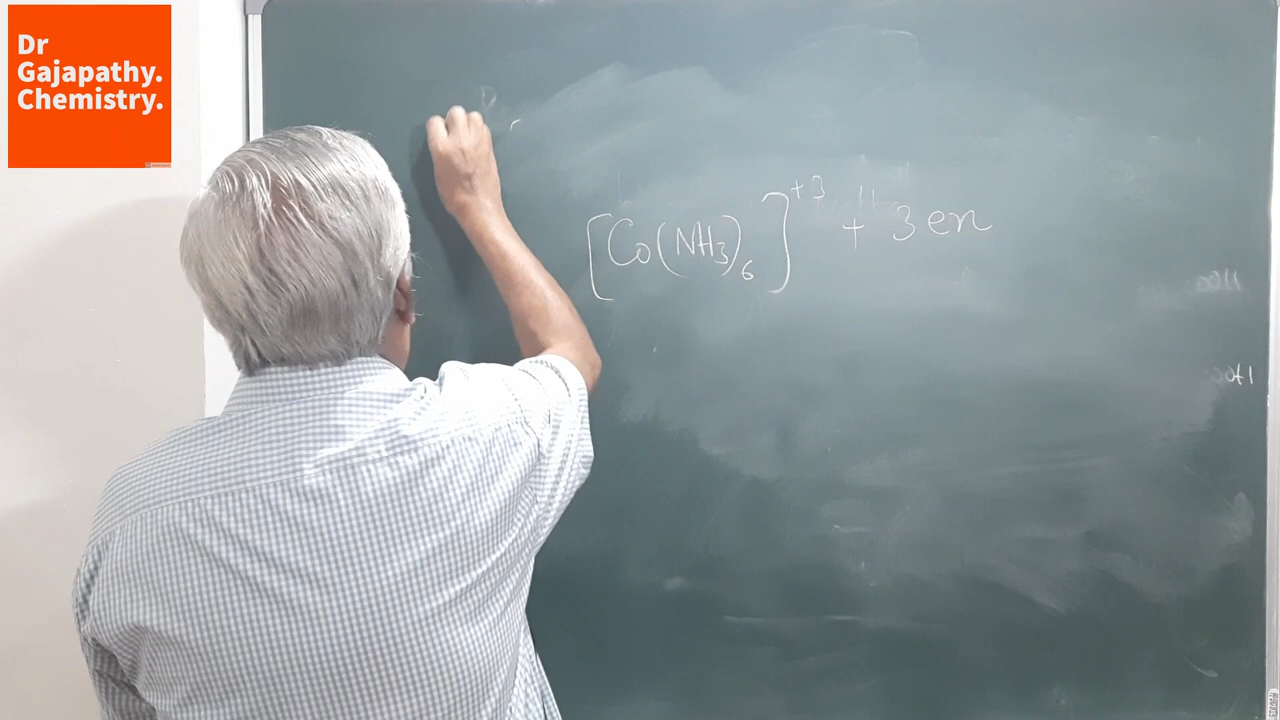 Dr
Gajapathy.
Chemistry.
[Co(NH3)6]+3 + 3en